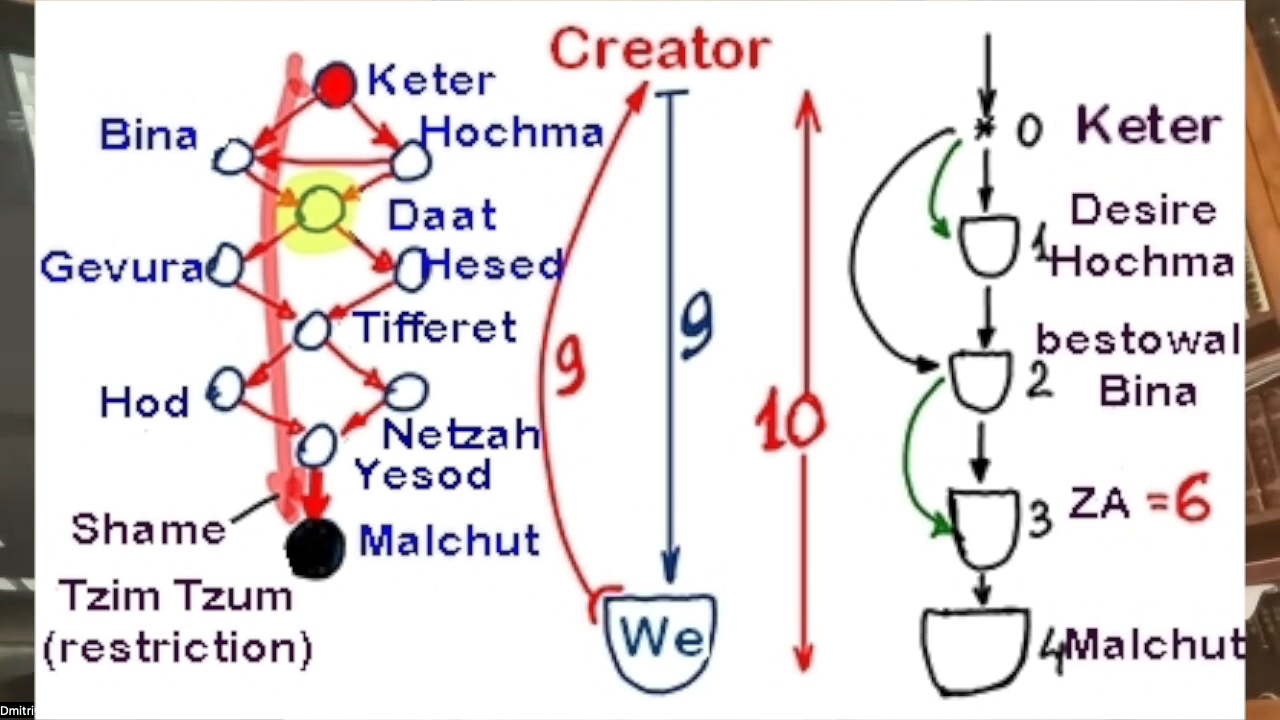 Creator
Keter
Bina
Hochma
Daat
Gevura
Hesed
Tifferet
Hod
Netzah
Yesod
Shame
Malchut
Tzim Tzum
(restriction)
9
9
We
10
0 Keter
Desire
1 Hochma
bestowal
2 Bina
3 ZA =6
4 Malchut
Dmitri